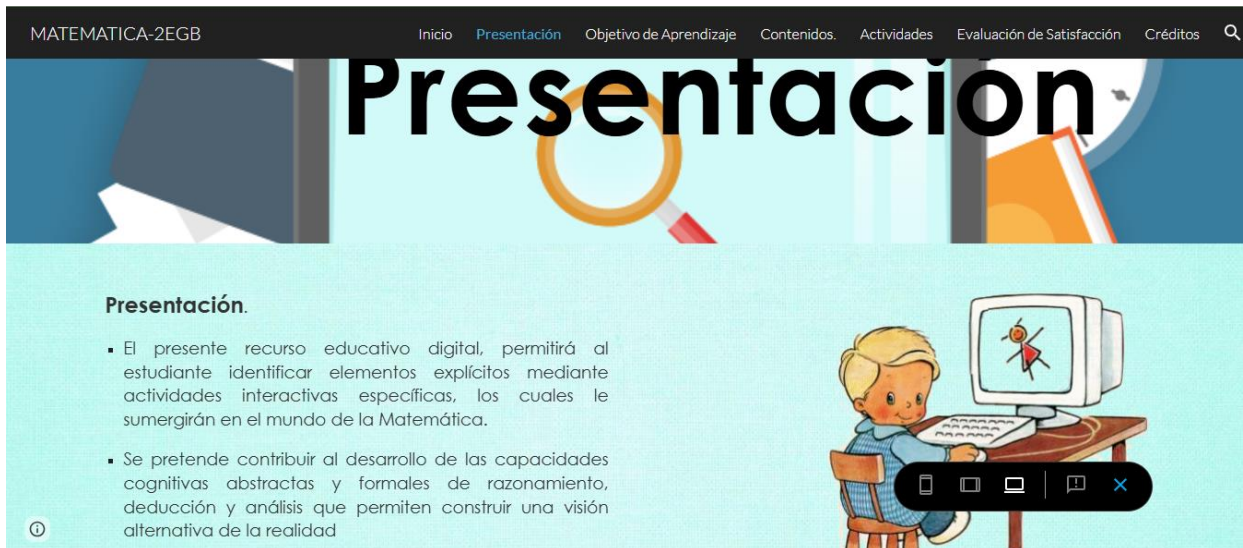 MATEMATICA-2EGB Inicio Presentación Objetivo de Aprendizaje Contenidos. Actividades Evaluación de Satisfacción Créditos
Presentación
Presentación.
▪ El presente recurso educativo digital, permitirá al
estudiante identificar elementos explícitos mediante
actividades interactivas específicas, los cuales le
sumergirán en el mundo de la Matemática.
▪ Se pretende contribuir al desarrollo de las capacidades
cognitivas abstractas y formales de razonamiento,
deducción y análisis que permiten construir una visión
alternativa de la realidad